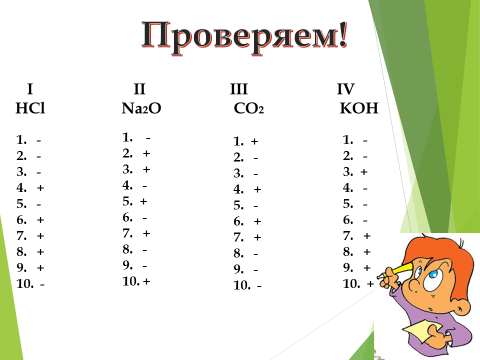 Проверяем!
I II III IV
HCl Na2O CO2 KOH
1. - 1. - 1. + 1. -
2. - 2. + 2. - 2. -
3. - 3. + 3. - 3. +
4. + 4. - 4. + 4. -
5. - 5. + 5. - 5. -
6. + 6. - 6. + 6. -
7. + 7. + 7. + 7. +
8. + 8. - 8. - 8. +
9. + 9. - 9. - 9. +
10. - 10. + 10. - 10. +